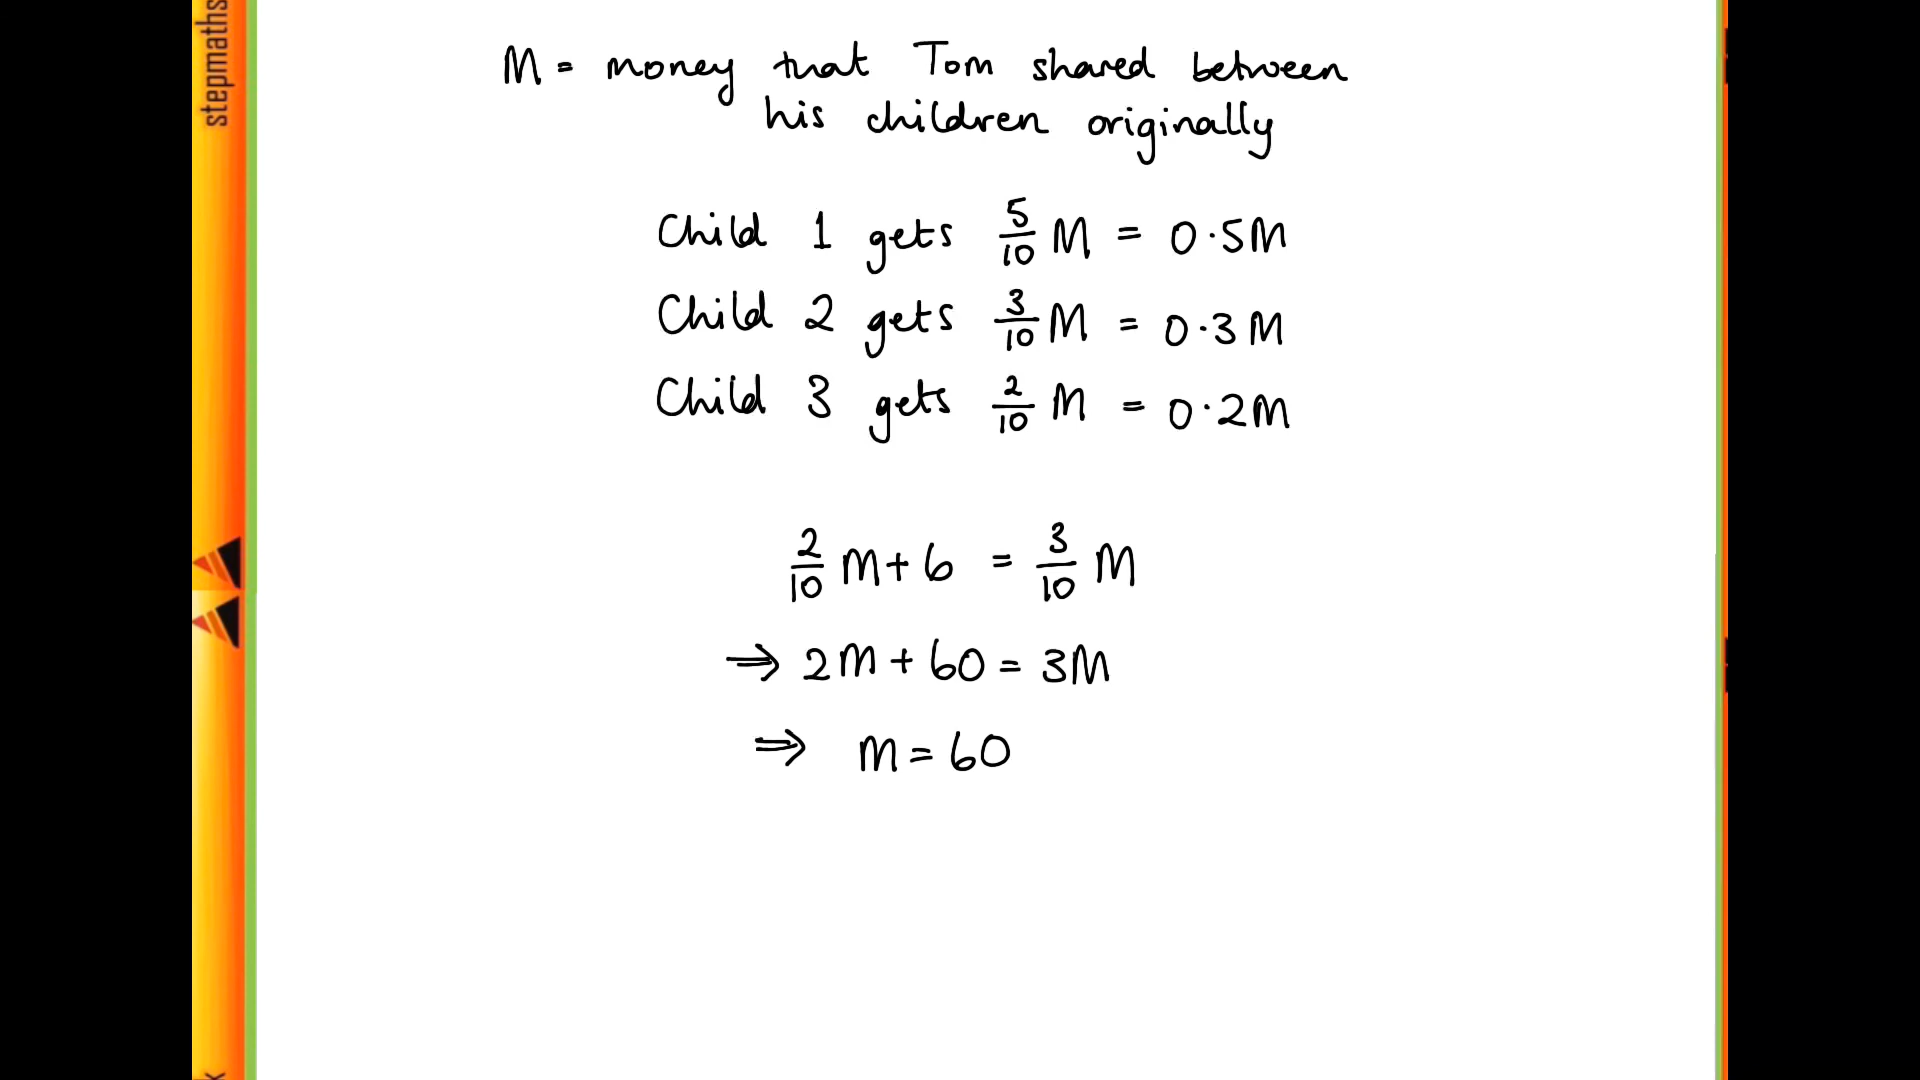 stepmaths
M = money that Tom shared between
his children originally
Child 1 gets 5/10 M = 0.5M
Child 2 gets 3/10 M = 0.3M
Child 3 gets 2/10 M = 0.2M
2/10 M + 6 = 3/10 M
⇒ 2M + 60 = 3M
⇒ M = 60